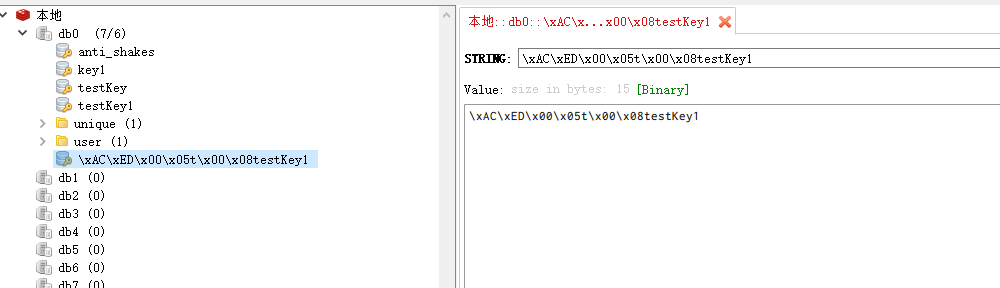 本地
db0 (7/6)
anti_shakes
key1
testKey
testKey1
unique (1)
user (1)
\xAC\xED\x00\x05t\x00\x08testKey1
db1 (0)
db2 (0)
db3 (0)
db4 (0)
db5 (0)
db6 (0)
db7 (0)
本地::db0::\xAC\x...x00\x08testKey1
STRING: \xAC\xED\x00\x05t\x00\x08testKey1
Value: size in bytes: 15 [Binary]
\xAC\xED\x00\x05t\x00\x08testKey1